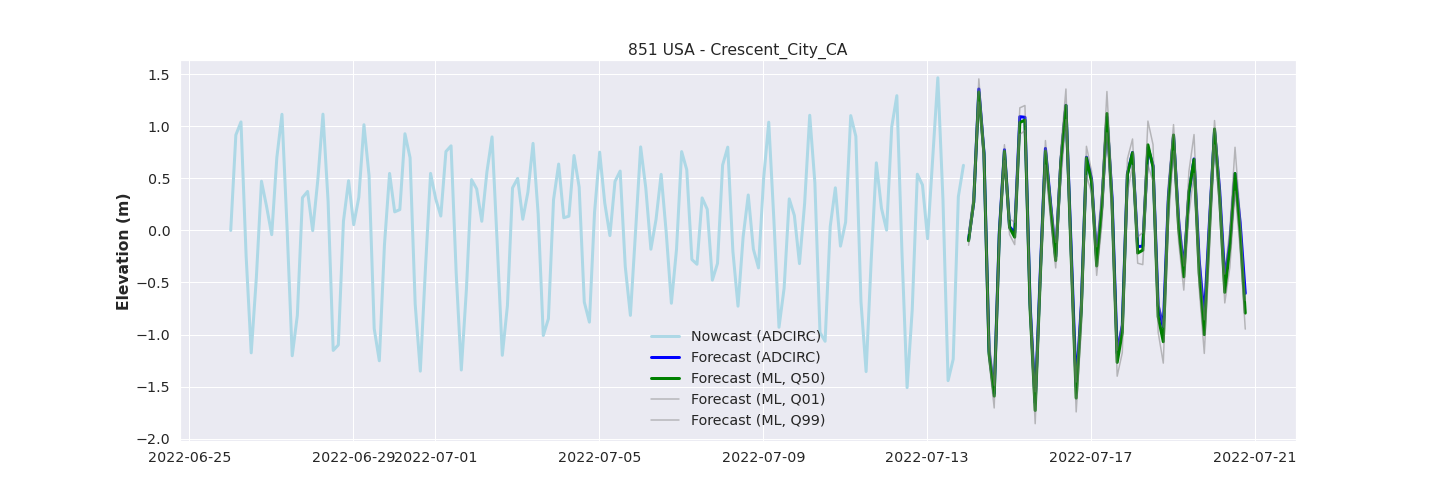 851 USA - Crescent_City_CA
Elevation (m)
1.5
1.0
0.5
0.0
−0.5
−1.0
−1.5
−2.0
Nowcast (ADCIRC)
Forecast (ADCIRC)
Forecast (ML, Q50)
Forecast (ML, Q01)
Forecast (ML, Q99)
2022-06-25 2022-06-29 2022-07-01 2022-07-05 2022-07-09 2022-07-13 2022-07-17 2022-07-21